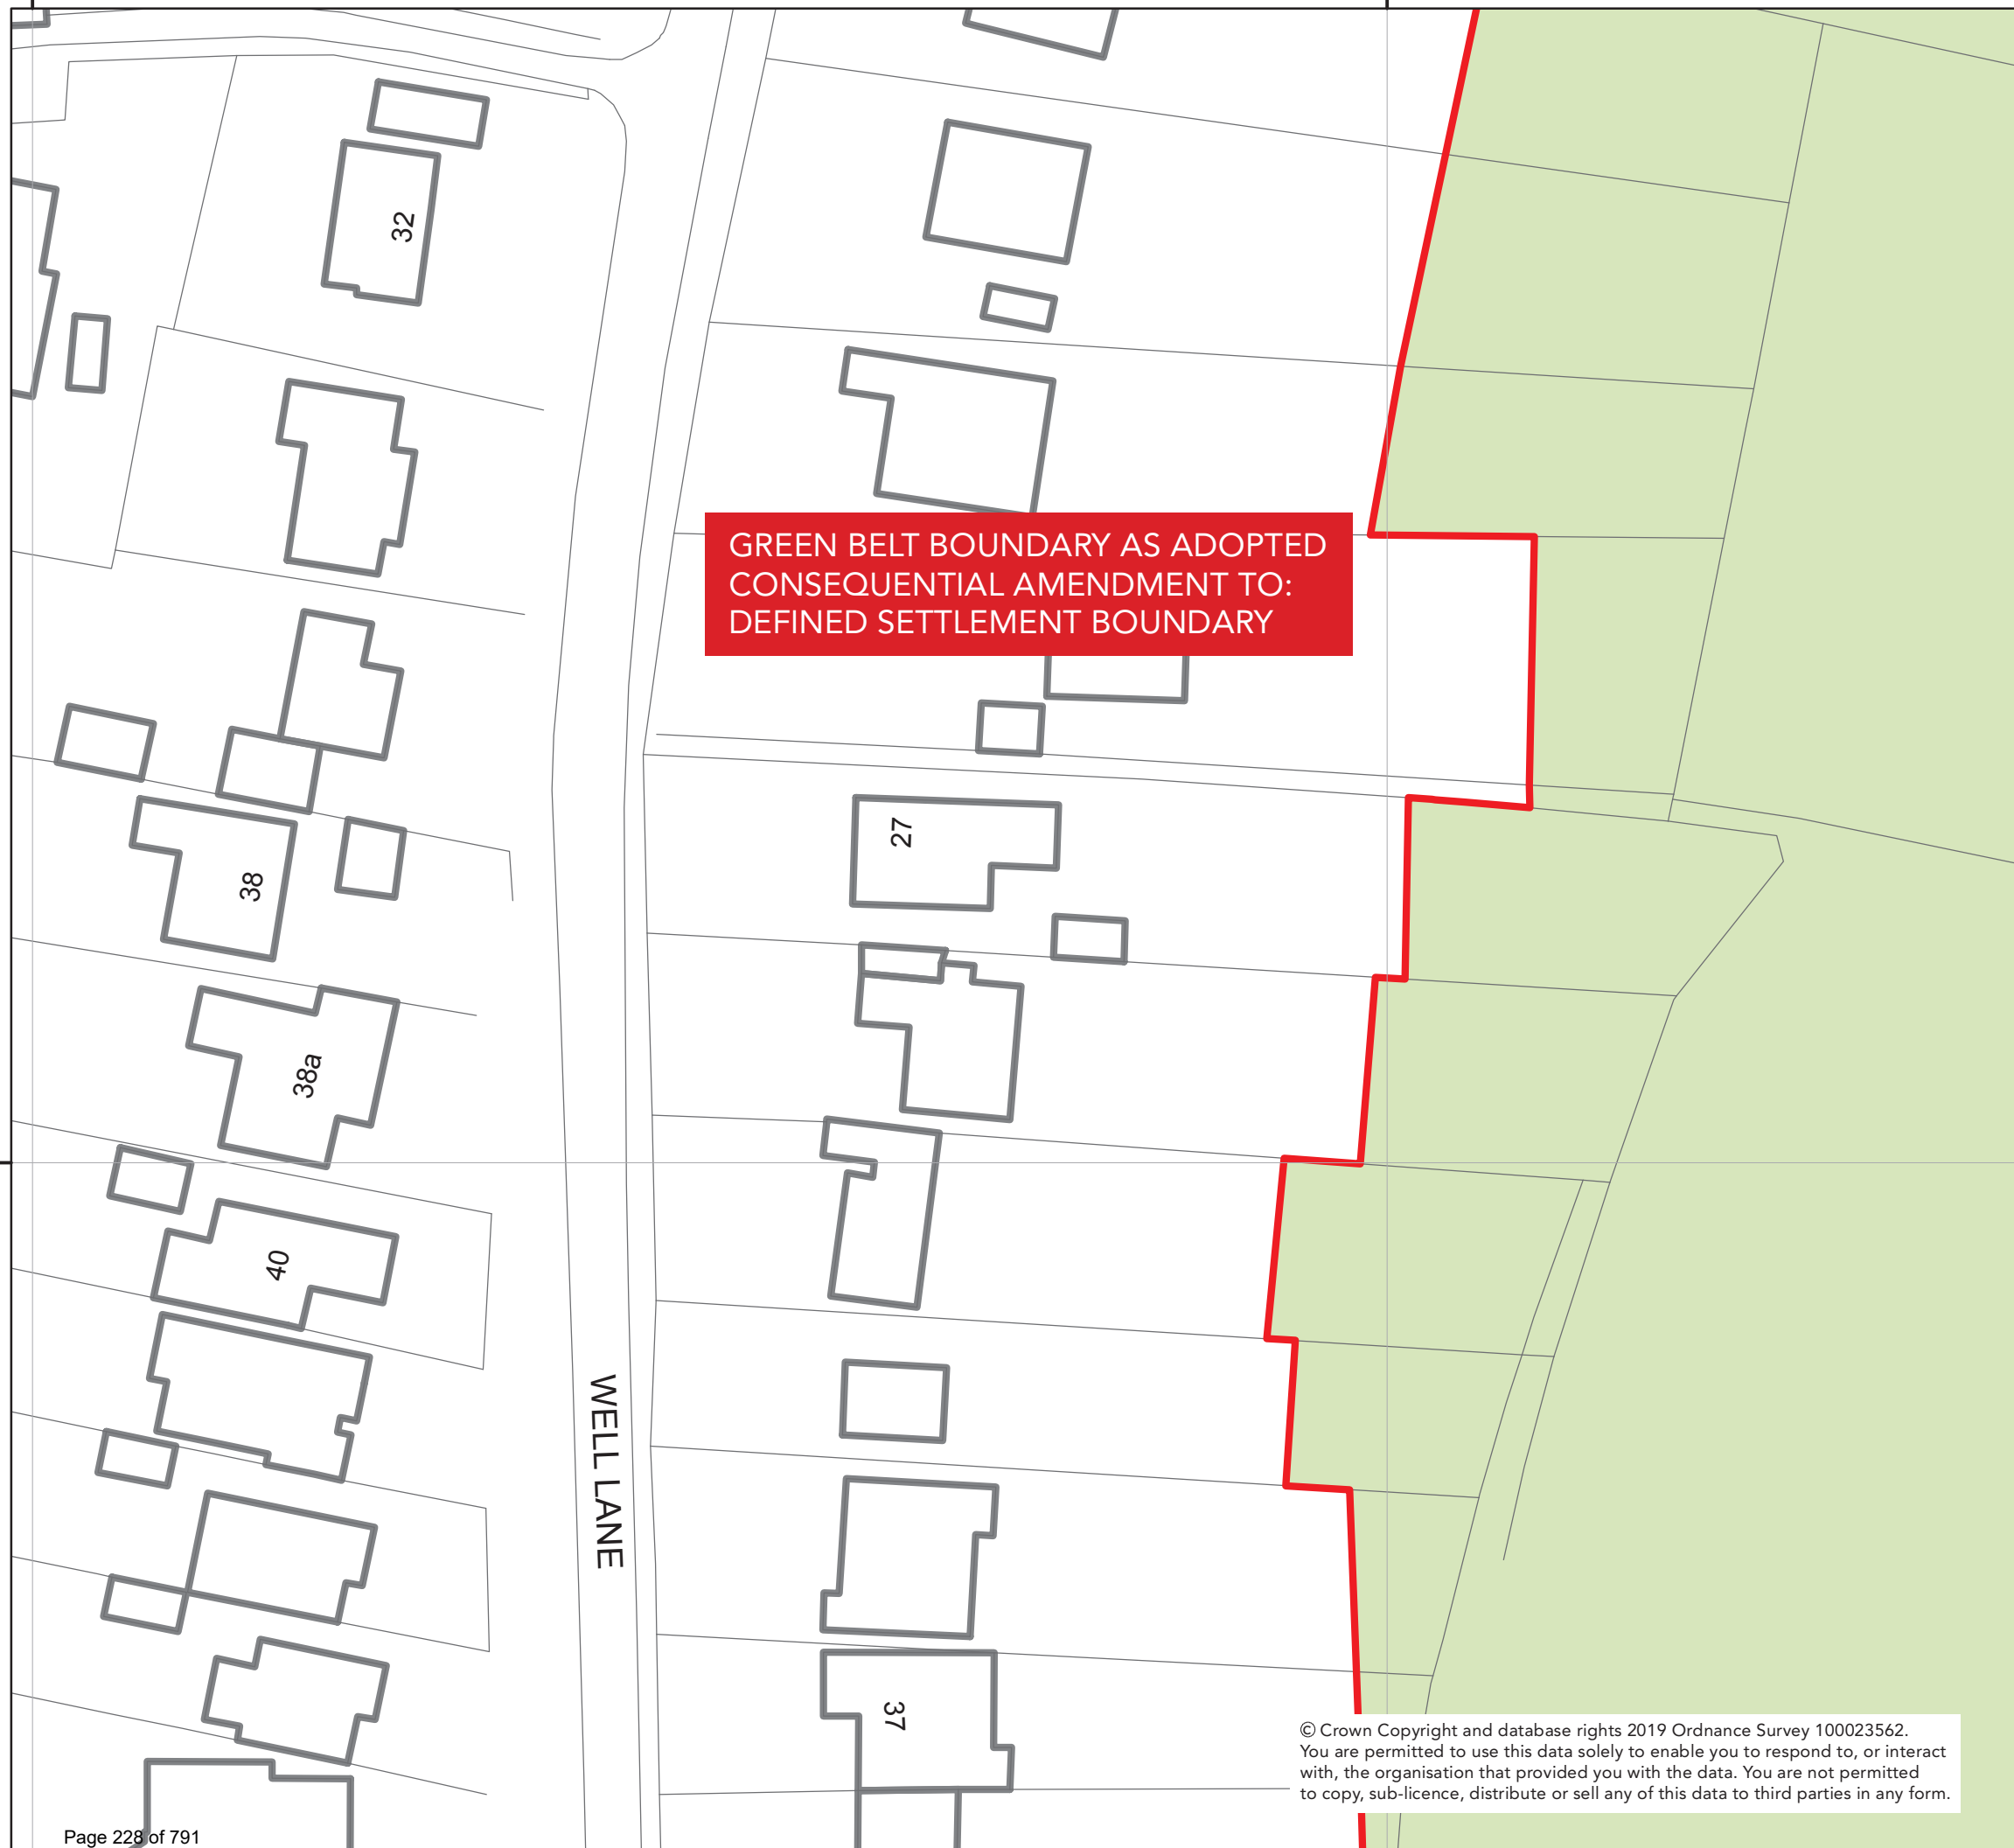 32
GREEN BELT BOUNDARY AS ADOPTED
CONSEQUENTIAL AMENDMENT TO:
DEFINED SETTLEMENT BOUNDARY
27
38
38a
40
WELL LANE
37
© Crown Copyright and database rights 2019 Ordnance Survey 100023562.
You are permitted to use this data solely to enable you to respond to, or interact
with, the organisation that provided you with the data. You are not permitted
to copy, sub-licence, distribute or sell any of this data to third parties in any form.
Page 228 of 791